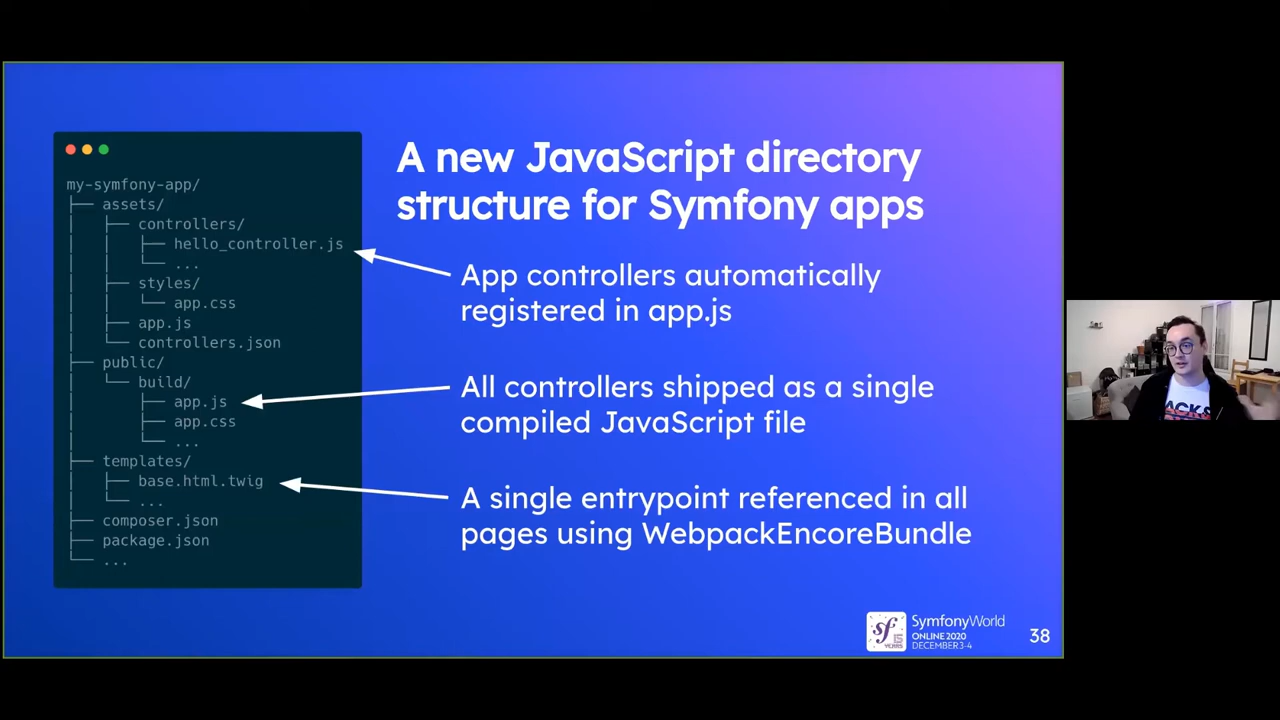 my-symfony-app/
├── assets/
│   ├── controllers/
│   │   ├── hello_controller.js
│   │   └── ...
│   ├── styles/
│   │   └── app.css
│   ├── app.js
│   └── controllers.json
├── public/
│   └── build/
│       ├── app.js
│       ├── app.css
│       └── ...
├── templates/
│   ├── base.html.twig
│   └── ...
├── composer.json
├── package.json
└── ...
A new JavaScript directory
structure for Symfony apps
App controllers automatically
registered in app.js
All controllers shipped as a single
compiled JavaScript file
A single entrypoint referenced in all
pages using WebpackEncoreBundle
sf
15
YEARS
SymfonyWorld
ONLINE 2020
DECEMBER 3-4
38